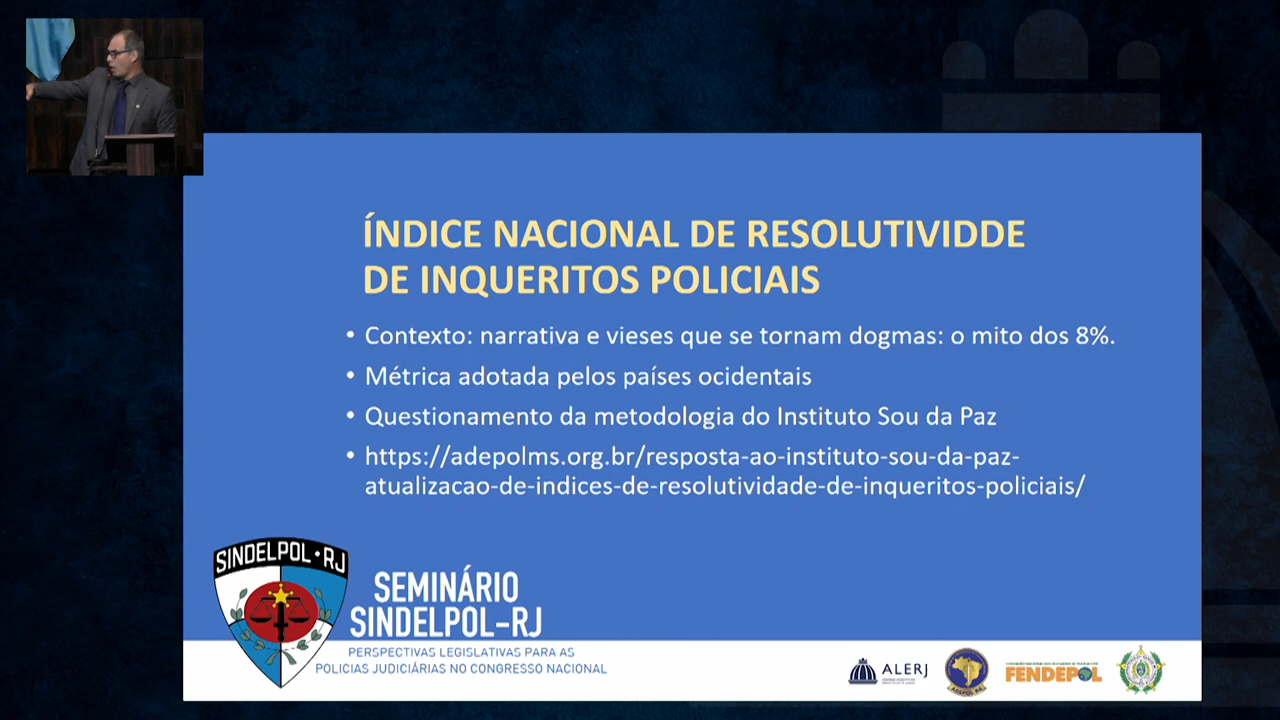 ÍNDICE NACIONAL DE RESOLUTIVIDDE
DE INQUERITOS POLICIAIS
• Contexto: narrativa e vieses que se tornam dogmas: o mito dos 8%.
• Métrica adotada pelos países ocidentais
• Questionamento da metodologia do Instituto Sou da Paz
• https://adepolms.org.br/resposta-ao-instituto-sou-da-paz-
atualizacao-de-indices-de-resolutividade-de-inqueritos-policiais/
SINDELPOL • RJ
SEMINÁRIO
SINDELPOL-RJ
PERSPECTIVAS LEGISLATIVAS PARA AS
POLICIAS JUDICIÁRIAS NO CONGRESSO NACIONAL
ALERJ
FENDEPOL